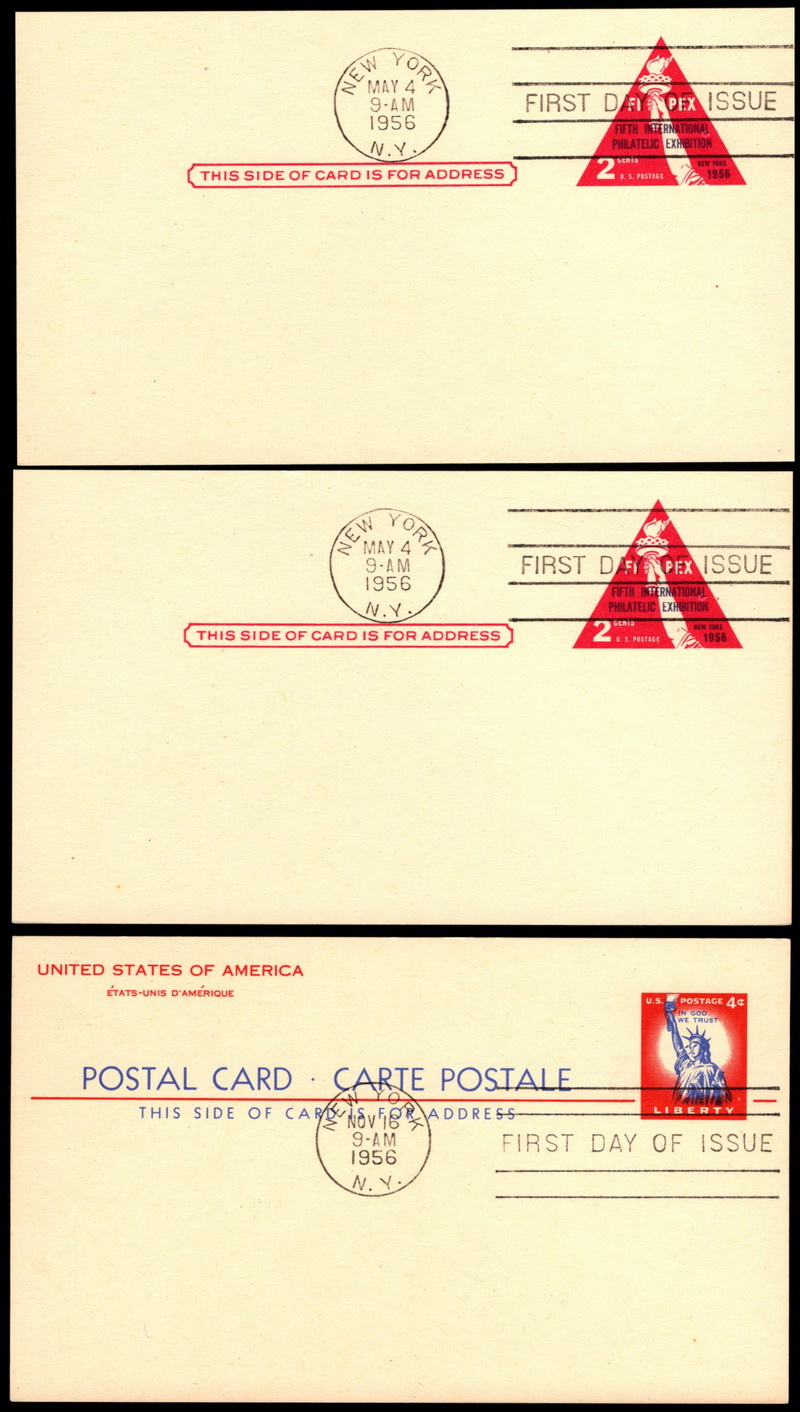 NEW YORK
MAY 4
9-AM
1956
N.Y.
FIRST DAY OF ISSUE
FIPEX
FIFTH INTERNATIONAL
PHILATELIC EXHIBITION
2 CENTS
U. S. POSTAGE
NEW YORK
1956
THIS SIDE OF CARD IS FOR ADDRESS
NEW YORK
MAY 4
9-AM
1956
N.Y.
FIRST DAY OF ISSUE
FIPEX
FIFTH INTERNATIONAL
PHILATELIC EXHIBITION
2 CENTS
U. S. POSTAGE
NEW YORK
1956
THIS SIDE OF CARD IS FOR ADDRESS
UNITED STATES OF AMERICA
ÉTATS-UNIS D'AMÉRIQUE
U.S. POSTAGE 4¢
IN GOD
WE TRUST
LIBERTY
POSTAL CARD · CARTE POSTALE
THIS SIDE OF CARD IS FOR ADDRESS
NEW YORK
NOV 16
9-AM
1956
N.Y.
FIRST DAY OF ISSUE